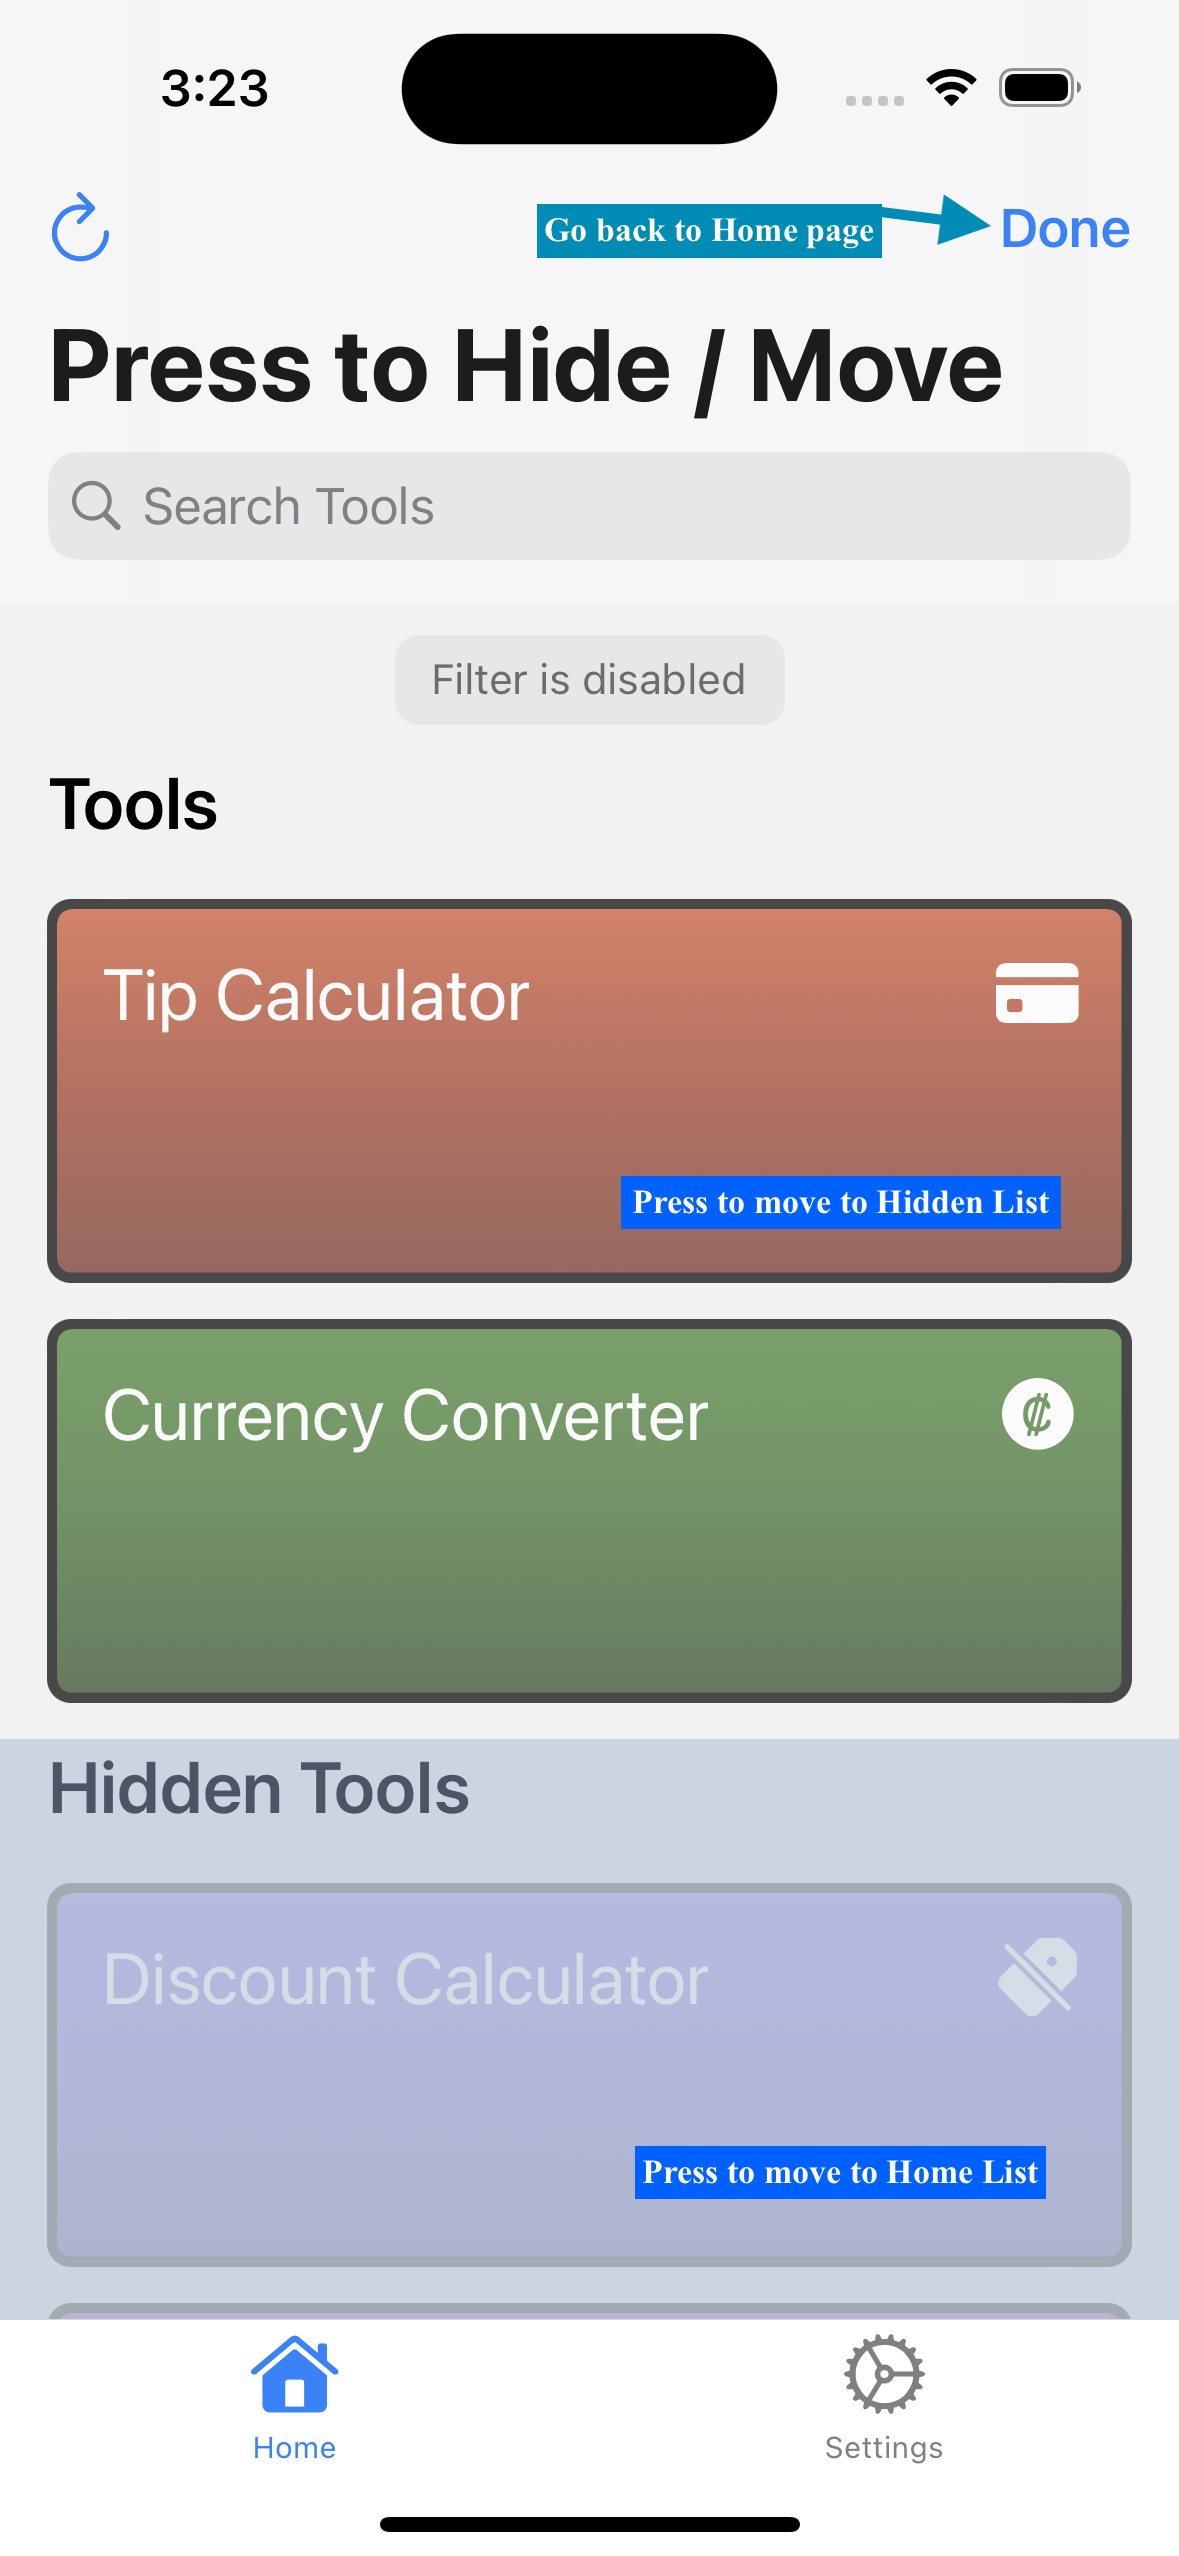 3:23
Go back to Home page
Done
Press to Hide / Move
Search Tools
Filter is disabled
Tools
Tip Calculator
Press to move to Hidden List
Currency Converter
₡
Hidden Tools
Discount Calculator
Press to move to Home List
Home
Settings